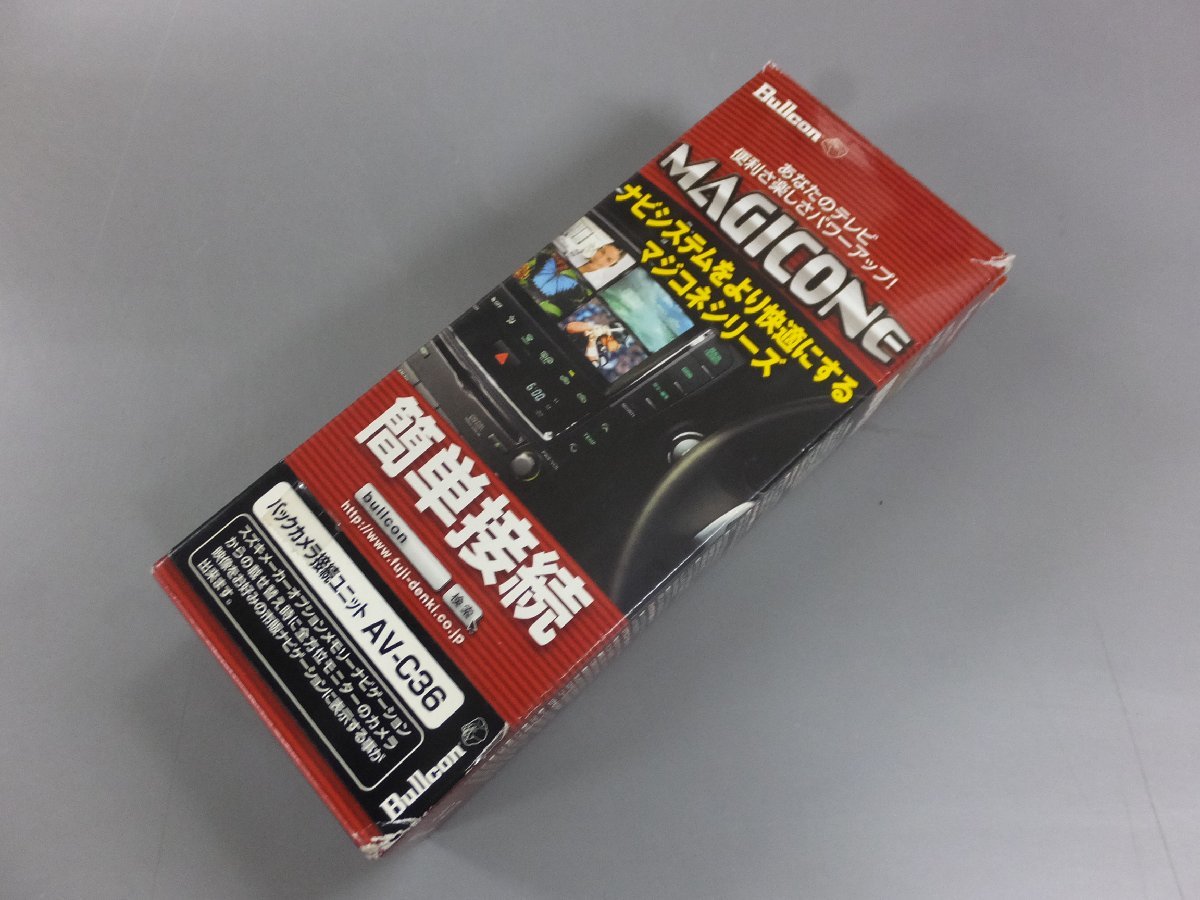 Bullcon
あなたのテレビ
便利さ楽しさパワーアップ!
MAGICONE
ナビシステムをより快適にする
マジコネシリーズ
6:00
簡単接続
bullcon
検索
http://www.fuji-denki.co.jp
バックカメラ接続ユニット AV-C36
スズキメーカーオプションメモリーナビゲーション
からの載せ替え時に全方位モニターのカメラ
映像をお好みの市販ナビゲーションに表示する事が
出来ます。
Bullcon